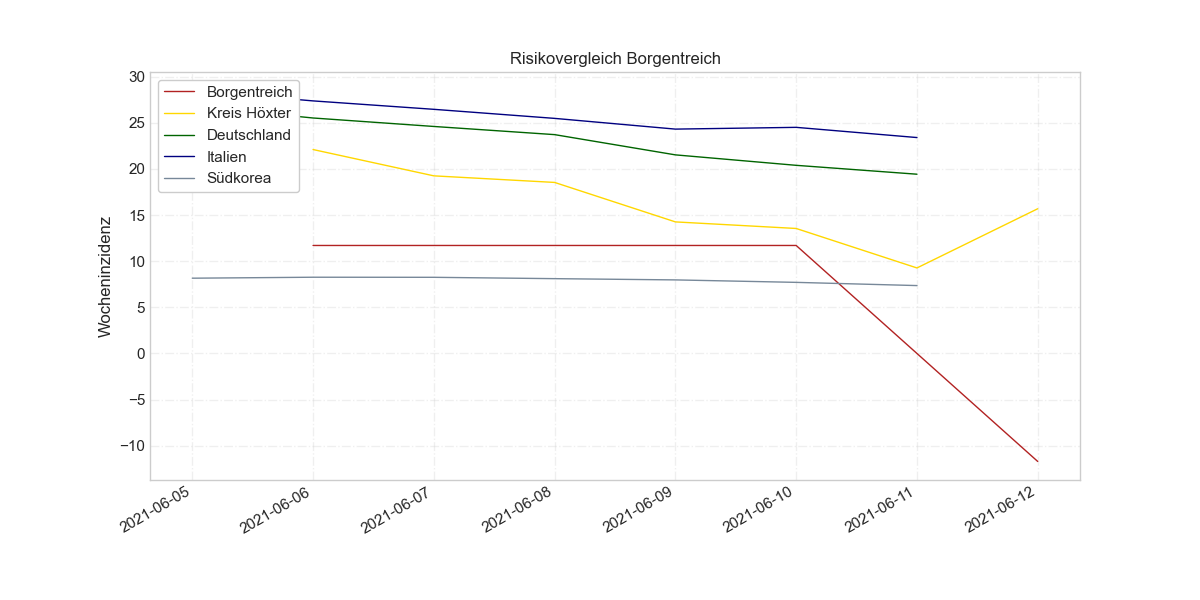 Risikovergleich Borgentreich
Borgentreich
Kreis Höxter
Deutschland
Italien
Südkorea
Wocheninzidenz
30
25
20
15
10
5
0
−5
−10
2021-06-05
2021-06-06
2021-06-07
2021-06-08
2021-06-09
2021-06-10
2021-06-11
2021-06-12